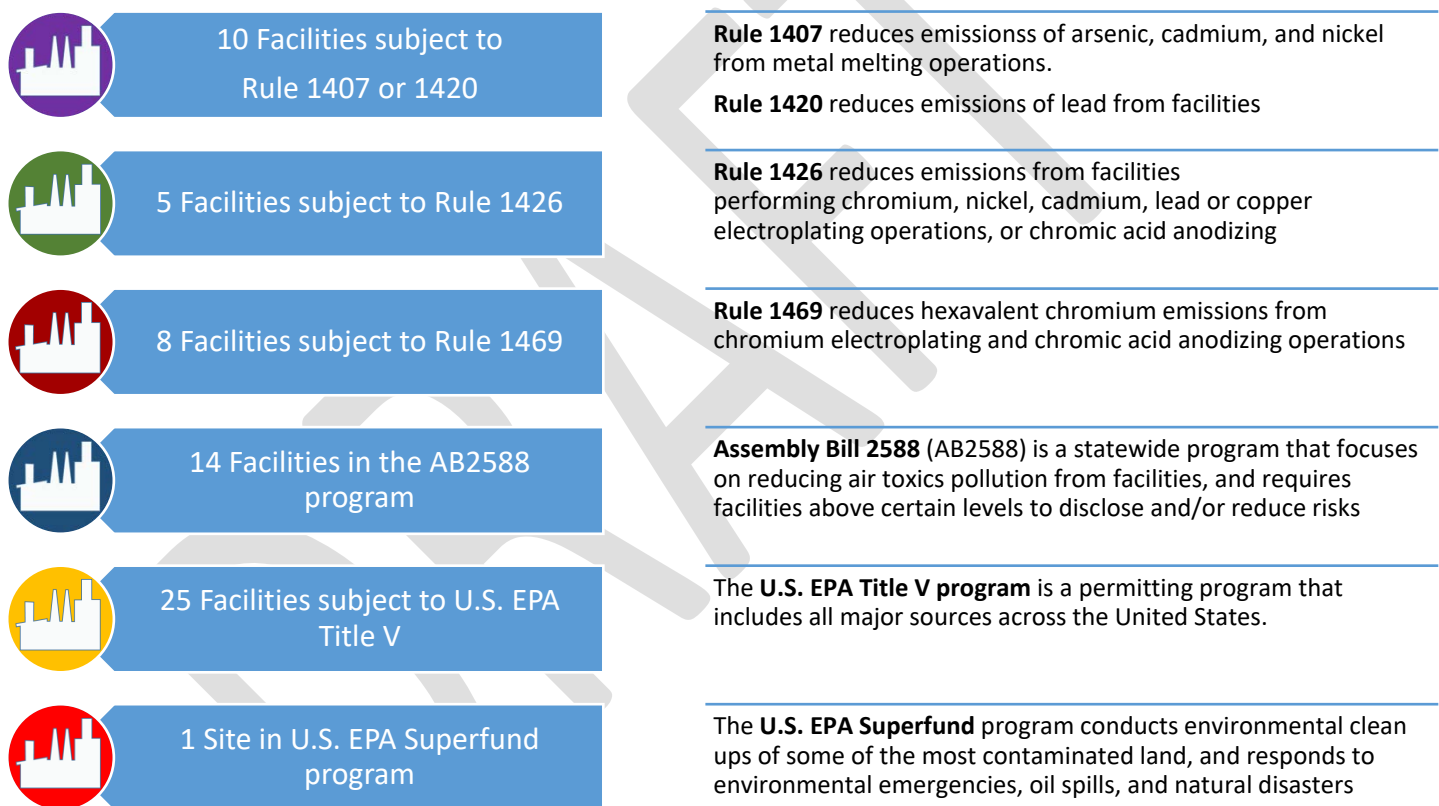 10 Facilities subject to
Rule 1407 or 1420
Rule 1407 reduces emissionss of arsenic, cadmium, and nickel
from metal melting operations.
Rule 1420 reduces emissions of lead from facilities
5 Facilities subject to Rule 1426
Rule 1426 reduces emissions from facilities
performing chromium, nickel, cadmium, lead or copper
electroplating operations, or chromic acid anodizing
8 Facilities subject to Rule 1469
Rule 1469 reduces hexavalent chromium emissions from
chromium electroplating and chromic acid anodizing operations
14 Facilities in the AB2588
program
Assembly Bill 2588 (AB2588) is a statewide program that focuses
on reducing air toxics pollution from facilities, and requires
facilities above certain levels to disclose and/or reduce risks
25 Facilities subject to U.S. EPA
Title V
The U.S. EPA Title V program is a permitting program that
includes all major sources across the United States.
1 Site in U.S. EPA Superfund
program
The U.S. EPA Superfund program conducts environmental clean
ups of some of the most contaminated land, and responds to
environmental emergencies, oil spills, and natural disasters
DRAFT